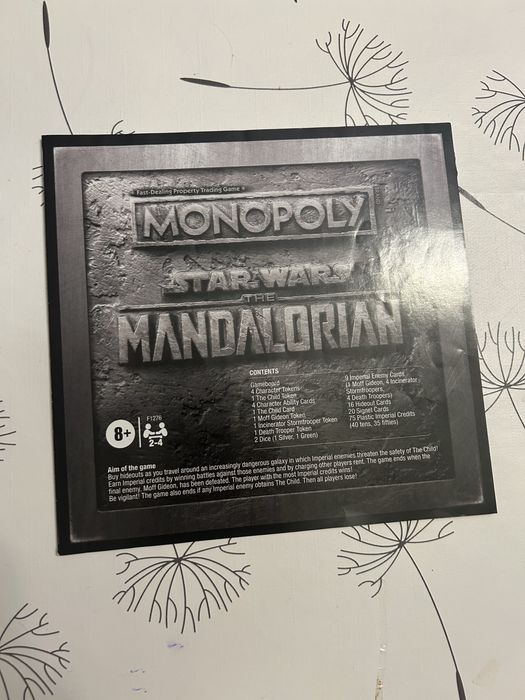 Fast-Dealing Property Trading Game
MONOPOLY
STAR WARS
THE
MANDALORIAN
CONTENTS
Gameboard
4 Character Tokens
1 The Child Token
4 Character Ability Cards
1 The Child Card
1 Moff Gideon Token
1 Incinerator Stormtrooper Token
1 Death Trooper Token
2 Dice (1 Silver, 1 Green)
9 Imperial Enemy Cards
(1 Moff Gideon, 4 Incinerator
Stormtroopers,
4 Death Troopers)
16 Hideout Cards
20 Signet Cards
75 Plastic Imperial Credits
(40 tens, 35 fifties)
8+
F1276
2-4
Aim of the game
Buy hideouts as you travel around an increasingly dangerous galaxy in which Imperial enemies threaten the safety of The Child!
Earn Imperial credits by winning battles against those enemies and by charging other players rent. The game ends when the
final enemy, Moff Gideon, has been defeated. The player with the most Imperial credits wins!
Be vigilant! The game also ends if any Imperial enemy obtains The Child. Then all players lose!